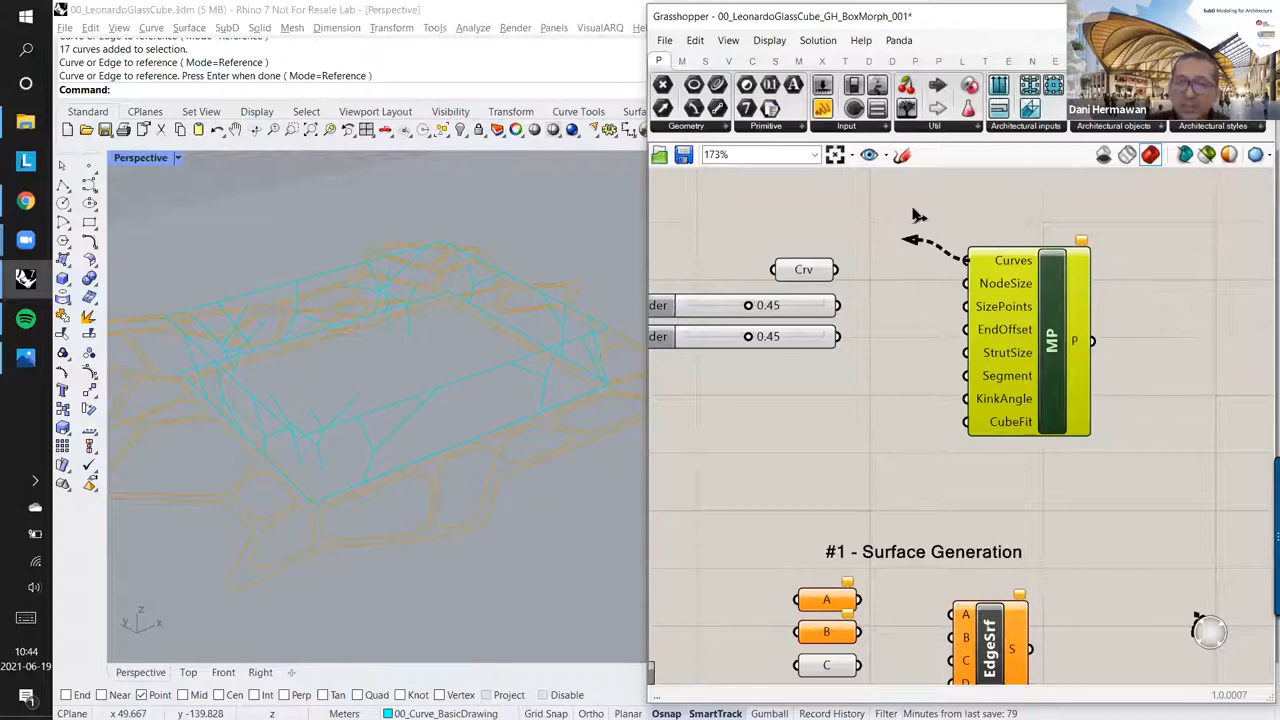 00_LeonardoGlassCube.3dm (5 MB) - Rhino 7 Not For Resale Lab - [Perspective]
File Edit View Curve Surface SubD Solid Mesh Dimension Transform Tools Analyze Render Panels VisualARQ
17 curves added to selection.
Curve or Edge to reference ( Mode=Reference )
Curve or Edge to reference. Press Enter when done ( Mode=Reference )
Command:
Standard CPlanes Set View Display Select Viewport Layout Visibility Transform Curve Tools
Perspective
z
y
x
Perspective Top Front Right
End Near Point Mid Cen Int Perp Tan Quad Knot Vertex Project Disable
CPlane x 49.667 y -139.828 z Meters 00_Curve_BasicDrawing Grid Snap Ortho Planar Osnap SmartTrack Gumball Record History Filter Minutes from last save: 79
10:44
2021-06-19
Grasshopper - 00_LeonardoGlassCube_GH_BoxMorph_001*
File Edit View Display Solution Help Panda
P M S V C S M I T D A V K N E
Geometry Primitive Input Util Architectural inputs Architectural objects Architectural styles
173%
Crv
der 0.45
der 0.45
Curves
NodeSize
SizePoints
EndOffset
StrutSize
Segment
KinkAngle
CubeFit
MP
P
#1 - Surface Generation
A
B
C
A
B
C
D
EdgeSrf
S
...
1.0.0007
SubD Modeling for Architecture
Dani Hermawan